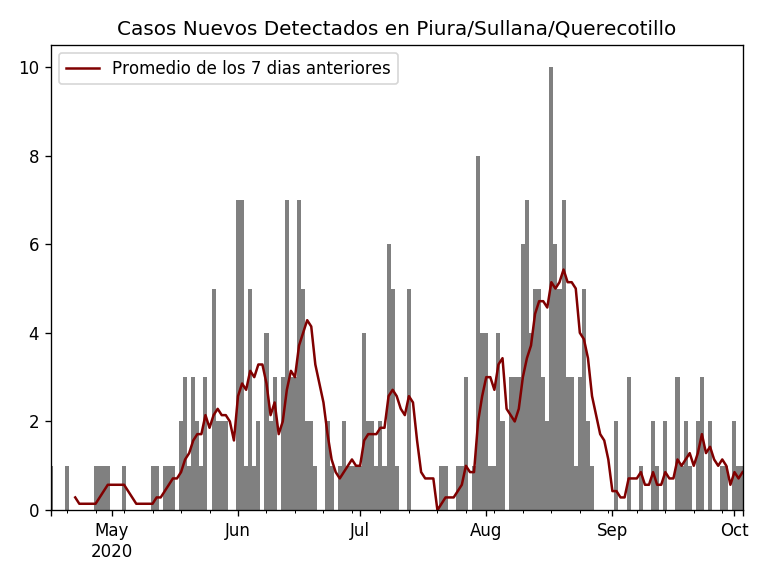 Casos Nuevos Detectados en Piura/Sullana/Querecotillo
Promedio de los 7 dias anteriores
10
8
6
4
2
0
May Jun Jul Aug Sep Oct
2020